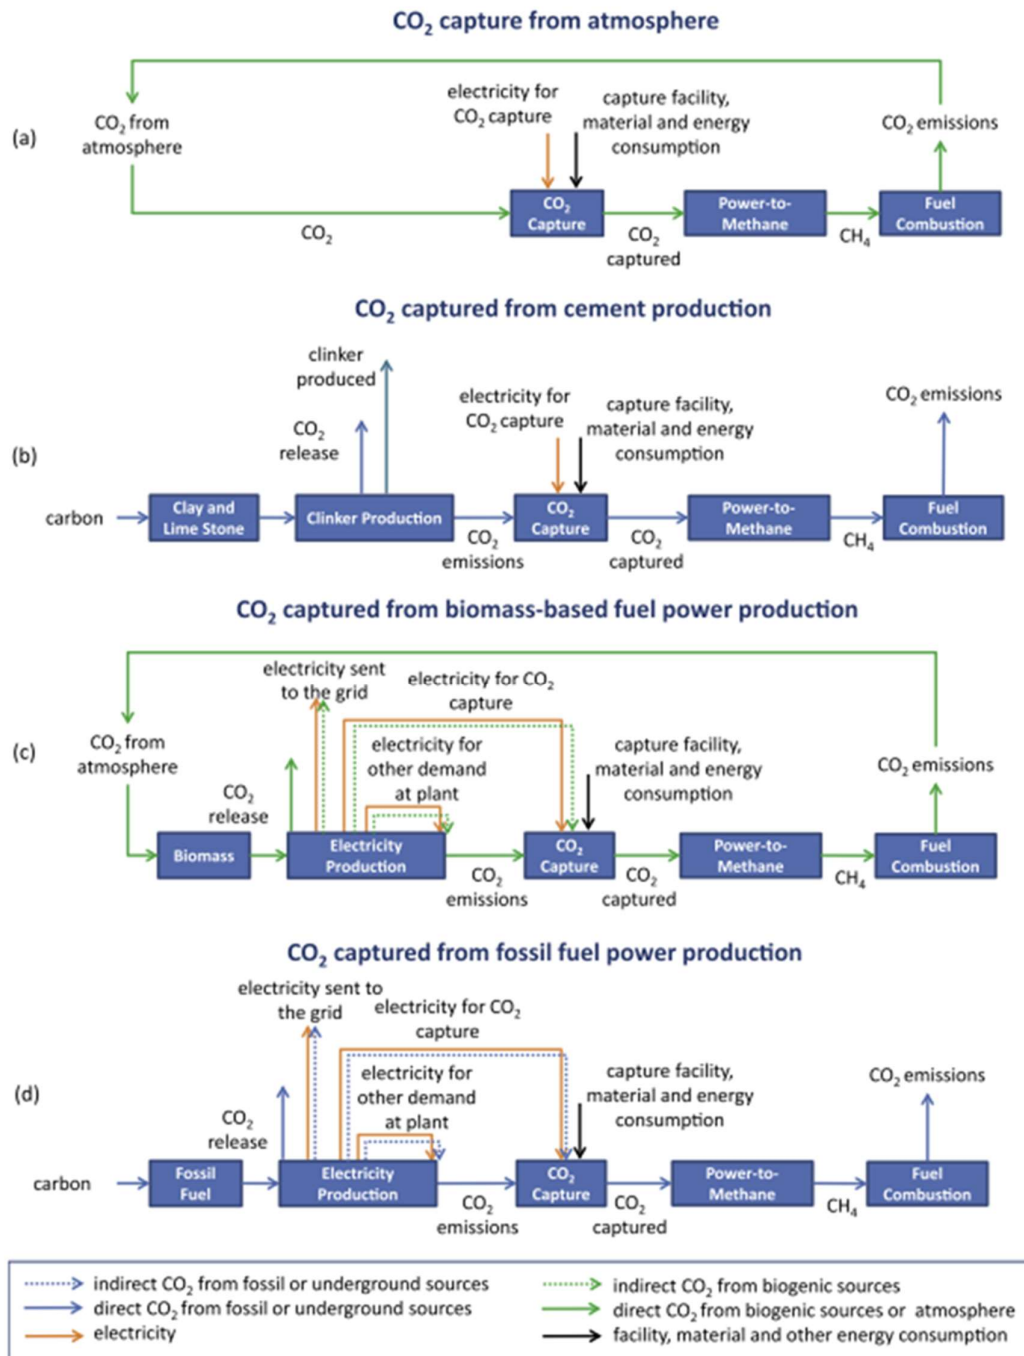 CO₂ capture from atmosphere
(a)
CO₂ from
atmosphere
electricity for
CO₂ capture
capture facility,
material and energy
consumption
CO₂ emissions
CO₂
CO₂
Capture
CO₂
captured
Power-to-
Methane
CH₄
Fuel
Combustion
CO₂ captured from cement production
(b)
clinker
produced
CO₂
release
electricity for
CO₂ capture
capture facility,
material and energy
consumption
CO₂ emissions
carbon
Clay and
Lime Stone
Clinker Production
CO₂
emissions
CO₂
Capture
CO₂
captured
Power-to-
Methane
CH₄
Fuel
Combustion
CO₂ captured from biomass-based fuel power production
(c)
electricity sent
to the grid
electricity for CO₂
capture
electricity for
other demand
at plant
capture facility,
material and energy
consumption
CO₂ from
atmosphere
CO₂
release
CO₂ emissions
Biomass
Electricity
Production
CO₂
emissions
CO₂
Capture
CO₂
captured
Power-to-
Methane
CH₄
Fuel
Combustion
CO₂ captured from fossil fuel power production
(d)
electricity sent to
the grid
electricity for CO₂
capture
electricity for
other demand
at plant
capture facility,
material and energy
consumption
CO₂
release
CO₂ emissions
carbon
Fossil
Fuel
Electricity
Production
CO₂
emissions
CO₂
Capture
CO₂
captured
Power-to-
Methane
CH₄
Fuel
Combustion
indirect CO₂ from fossil or underground sources
direct CO₂ from fossil or underground sources
electricity
indirect CO₂ from biogenic sources
direct CO₂ from biogenic sources or atmosphere
facility, material and other energy consumption